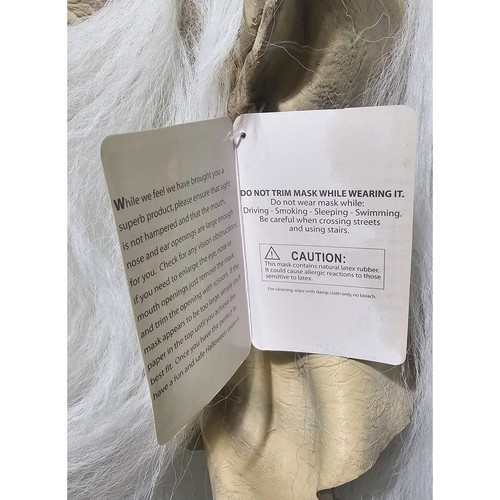 While we feel we have brought you a
superb product, please ensure that sight
is not hampered and that the mouth,
nose and ear openings are large enough
for you. Check for any vision obstructions,
if you need to enlarge the eye, nose or
mouth openings just remove the mask
and trim the opening with scissors. If the
mask appears to be too large, simply stuff
paper in the top until you achieve the
best fit. Once you have the perfect fit
have a fun and safe Halloween season!
DO NOT TRIM MASK WHILE WEARING IT.
Do not wear mask while:
Driving - Smoking - Sleeping - Swimming.
Be careful when crossing streets
and using stairs.
CAUTION:
This mask contains natural latex rubber.
It could cause allergic reactions to those
sensitive to latex.
For cleaning: wipe with damp cloth only, no bleach.